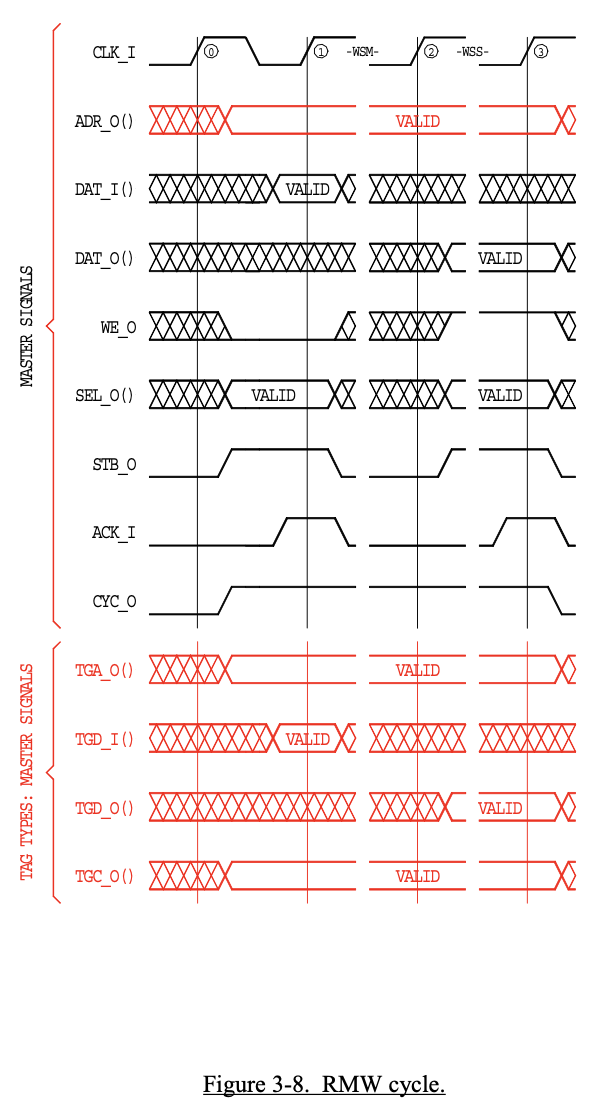 CLK_I
0
1
-WSM-
2
-WSS-
3
ADR_O()
VALID
DAT_I()
VALID
DAT_O()
VALID
WE_O
SEL_O()
VALID
VALID
STB_O
ACK_I
CYC_O
MASTER SIGNALS
TGA_O()
VALID
TGD_I()
VALID
TGD_O()
VALID
TGC_O()
VALID
TAG TYPES: MASTER SIGNALS
Figure 3-8. RMW cycle.